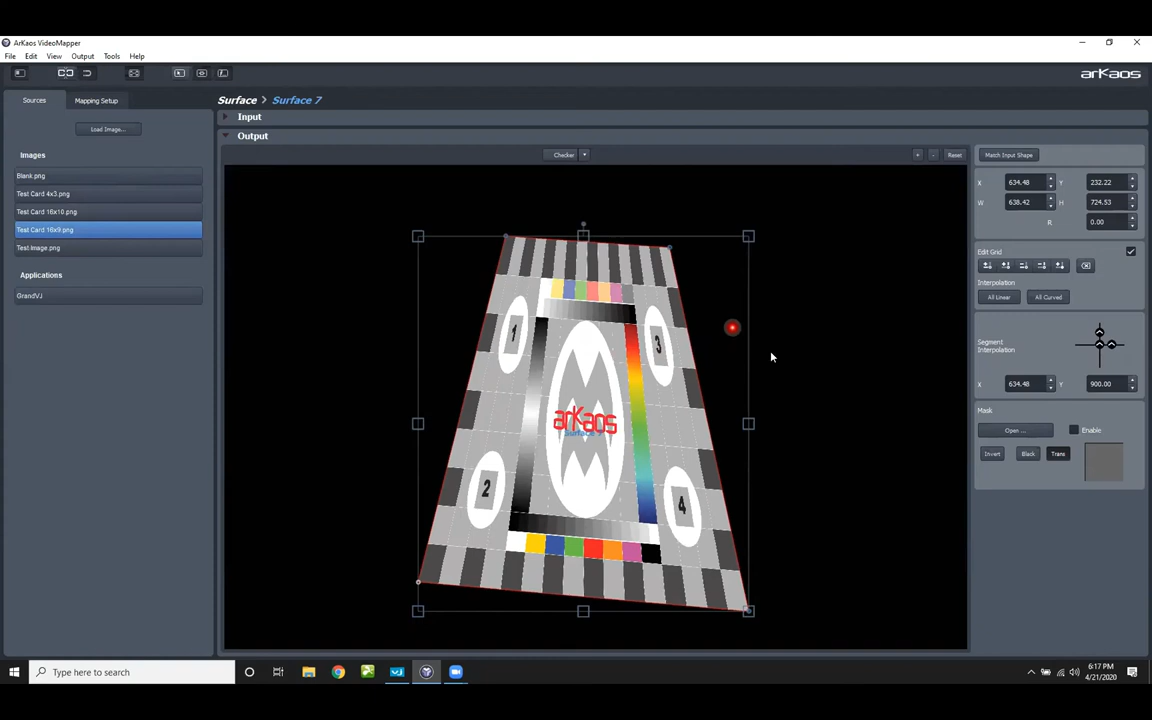 ArKaos VideoMapper
File Edit View Output Tools Help
arkaos
Sources
Mapping Setup
Surface > Surface 7
Load Image...
Input
Output
Images
Checker
+
-
Reset
Match Input Shape
Blank.png
Test Card 4x3.png
Test Card 16x10.png
Test Card 16x9.png
Test Image.png
X 634.48 Y 232.22
W 638.42 H 724.53
R 0.00
Edit Grid
Interpolation
All Linear
All Curved
Applications
GrandVJ
1
3
arkaos
Surface 7
2
4
Segment
Interpolation
X 634.48 Y 900.00
Mask
Open ...
Enable
Invert
Black
Trans
Type here to search
VJ
6:17 PM
4/21/2020